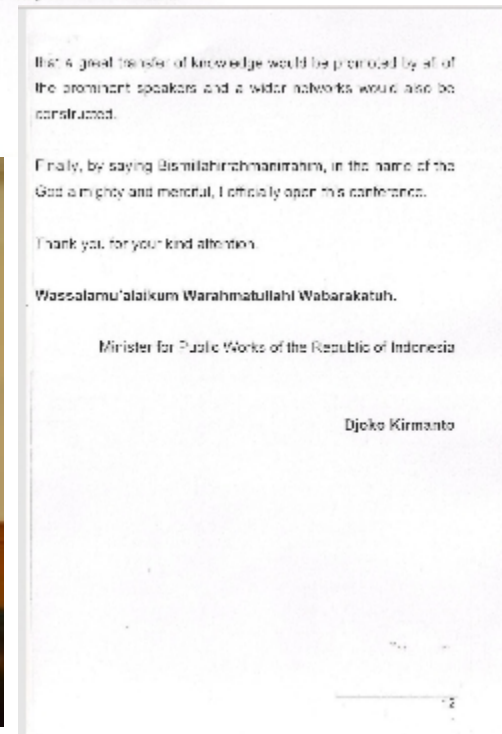 that a great transfer of knowledge would be promoted by all of
the prominent speakers and a wider networks would also be
constructed.
Finally, by saying Bismillahirrahmanirrahim, in the name of the
God almighty and merciful, I officially open this conference.
Thank you for your kind attention.
Wassalamu'alaikum Warahmatullahi Wabarakatuh.
Minister for Public Works of the Republic of Indonesia
Djoko Kirmanto
12